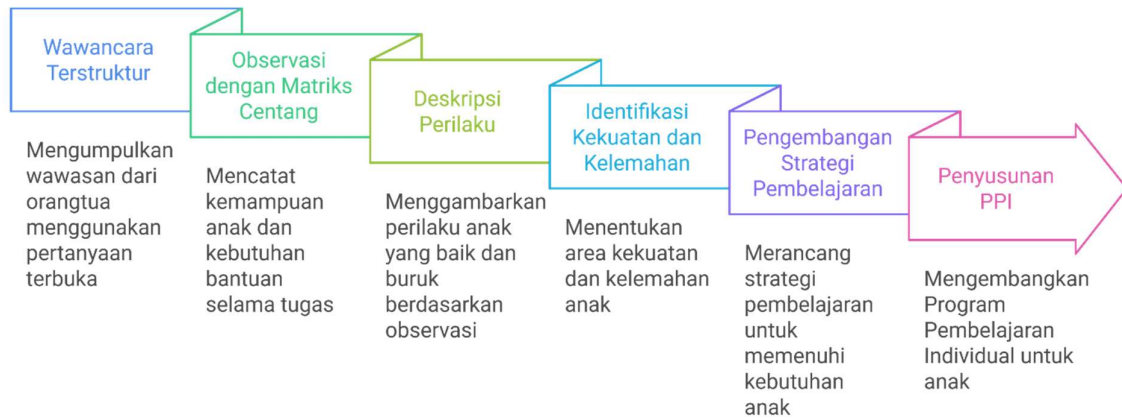 Wawancara
Terstruktur
Mengumpulkan
wawasan dari
orangtua
menggunakan
pertanyaan
terbuka
Observasi
dengan Matriks
Centang
Mencatat
kemampuan
anak dan
kebutuhan
bantuan
selama tugas
Deskripsi
Perilaku
Menggambarkan
perilaku anak
yang baik dan
buruk
berdasarkan
observasi
Identifikasi
Kekuatan dan
Kelemahan
Menentukan
area kekuatan
dan kelemahan
anak
Pengembangan
Strategi
Pembelajaran
Merancang
strategi
pembelajaran
untuk
memenuhi
kebutuhan
anak
Penyusunan
PPI
Mengembangkan
Program
Pembelajaran
Individual untuk
anak